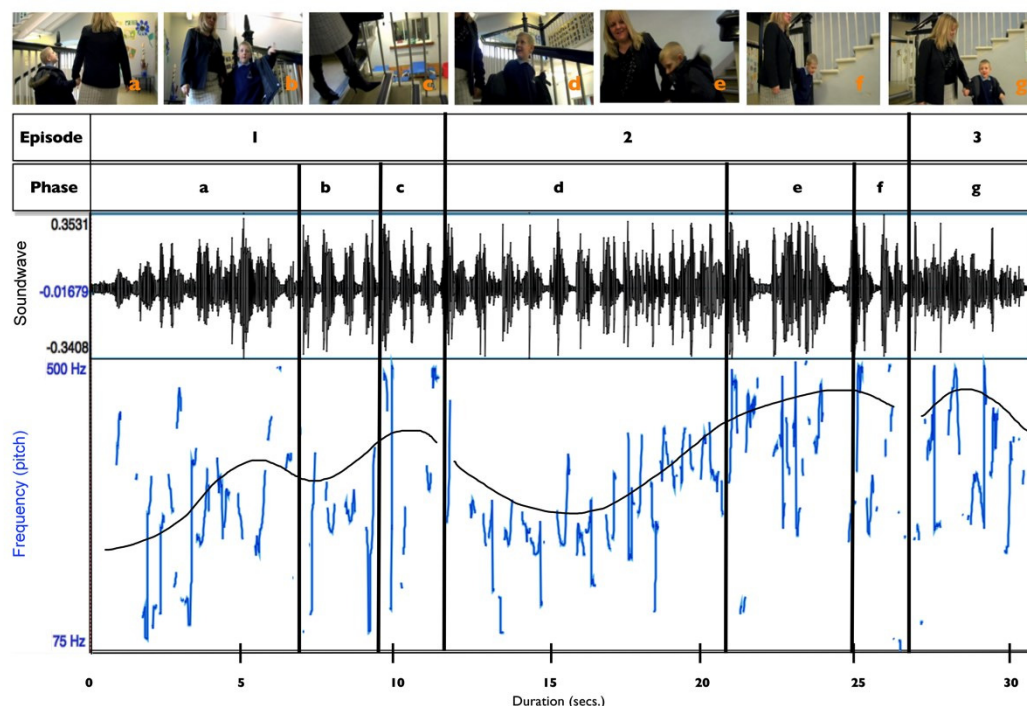 a b c d e f g
Episode 1 2 3
Phase a b c d e f g
0.3531
Soundwave
-0.01679
-0.3408
500 Hz
Frequency (pitch)
75 Hz
0 5 10 15 20 25 30
Duration (secs.)